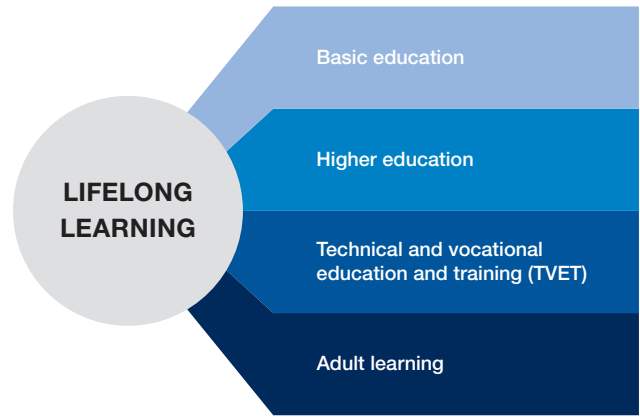 LIFELONG
LEARNING
Basic education
Higher education
Technical and vocational
education and training (TVET)
Adult learning